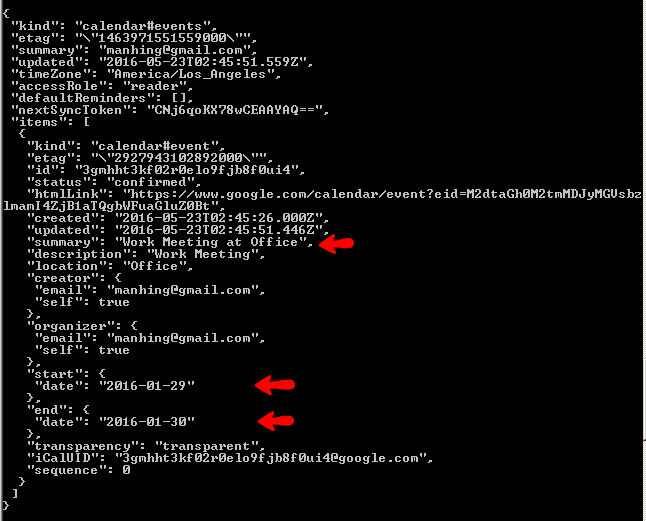 {
"kind": "calendar#events",
"etag": "\"1463971551559000\"",
"summary": "manhing@gmail.com",
"updated": "2016-05-23T02:45:51.559Z",
"timeZone": "America/Los_Angeles",
"accessRole": "reader",
"defaultReminders": [],
"nextSyncToken": "CNj6qoKX78wCEAAYAQ==",
"items": [
{
"kind": "calendar#event",
"etag": "\"2927943102892000\"",
"id": "3gmhht3kf02r0elo9fjb8f0ui4",
"status": "confirmed",
"htmlLink": "https://www.google.com/calendar/event?eid=M2dtaGh0M2tmMDJyMGVsbz
lmamI4ZjB1aTQgbWFuaGluZ0Bt",
"created": "2016-05-23T02:45:26.000Z",
"updated": "2016-05-23T02:45:51.446Z",
"summary": "Work Meeting at Office",
"description": "Work Meeting",
"location": "Office",
"creator": {
"email": "manhing@gmail.com",
"self": true
},
"organizer": {
"email": "manhing@gmail.com",
"self": true
},
"start": {
"date": "2016-01-29"
},
"end": {
"date": "2016-01-30"
},
"transparency": "transparent",
"iCalUID": "3gmhht3kf02r0elo9fjb8f0ui4@google.com",
"sequence": 0
}
]
}